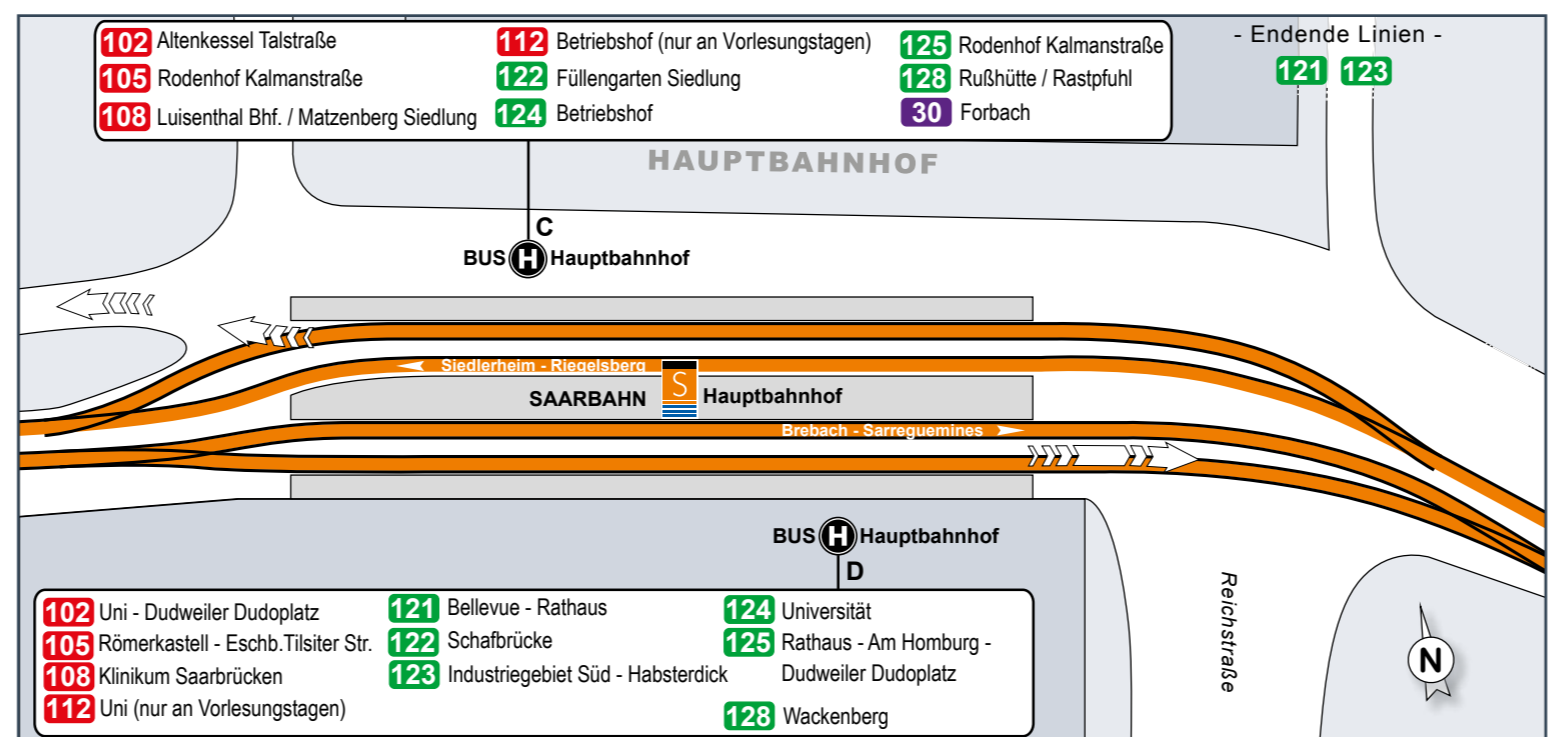 102 Altenkessel Talstraße
105 Rodenhof Kalmanstraße
108 Luisenthal Bhf. / Matzenberg Siedlung
112 Betriebshof (nur an Vorlesungstagen)
122 Füllengarten Siedlung
124 Betriebshof
125 Rodenhof Kalmanstraße
128 Rußhütte / Rastpfuhl
30 Forbach
- Endende Linien -
121 123
HAUPTBAHNHOF
C
BUS H Hauptbahnhof
Siedlerheim - Riegelsberg
SAARBAHN S Hauptbahnhof
Brebach - Sarreguemines
BUS H Hauptbahnhof
D
102 Uni - Dudweiler Dudoplatz
105 Römerkastell - Eschb.Tilsiter Str.
108 Klinikum Saarbrücken
112 Uni (nur an Vorlesungstagen)
121 Bellevue - Rathaus
122 Schafbrücke
123 Industriegebiet Süd - Habsterdick
124 Universität
125 Rathaus - Am Homburg -
Dudweiler Dudoplatz
128 Wackenberg
Reichstraße
N